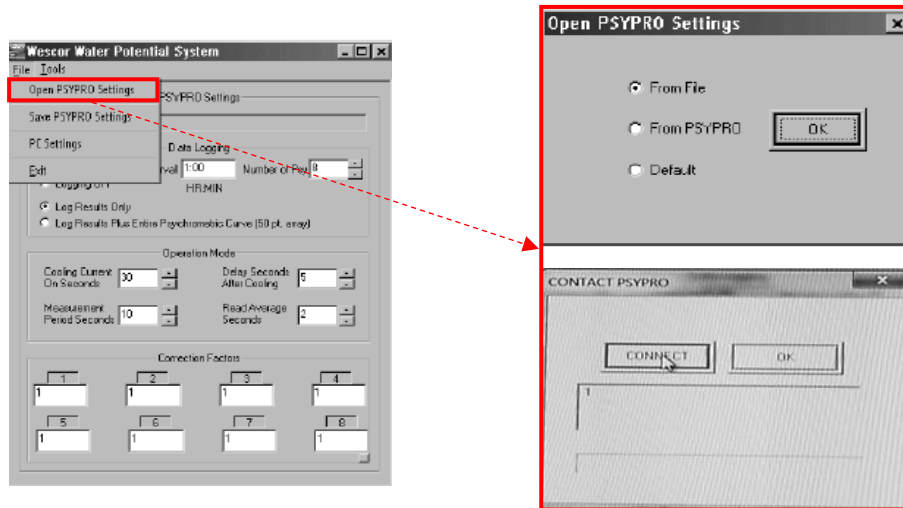 Wescor Water Potential System
File Tools
Open PSYPRO Settings
PSYPRO Settings
Save PSYPRO Settings
PC Settings
Exit
Data Logging
1:00
Number of Psy.
8
HR:MIN
Log Results Only
Log Results Plus Entire Psychrometric Curve (50 pt. array)
Operation Mode
Cooling Current
On Seconds
30
Delay Seconds
After Cooling
5
Measurement
Period Seconds
10
Read Average
Seconds
2
Correction Factors
1 2 3 4
1 1 1 1
5 6 7 8
1 1 1 1
Open PSYPRO Settings
From File
From PSYPRO
OK
Default
CONTACT PSYPRO
CONNECT
OK
1